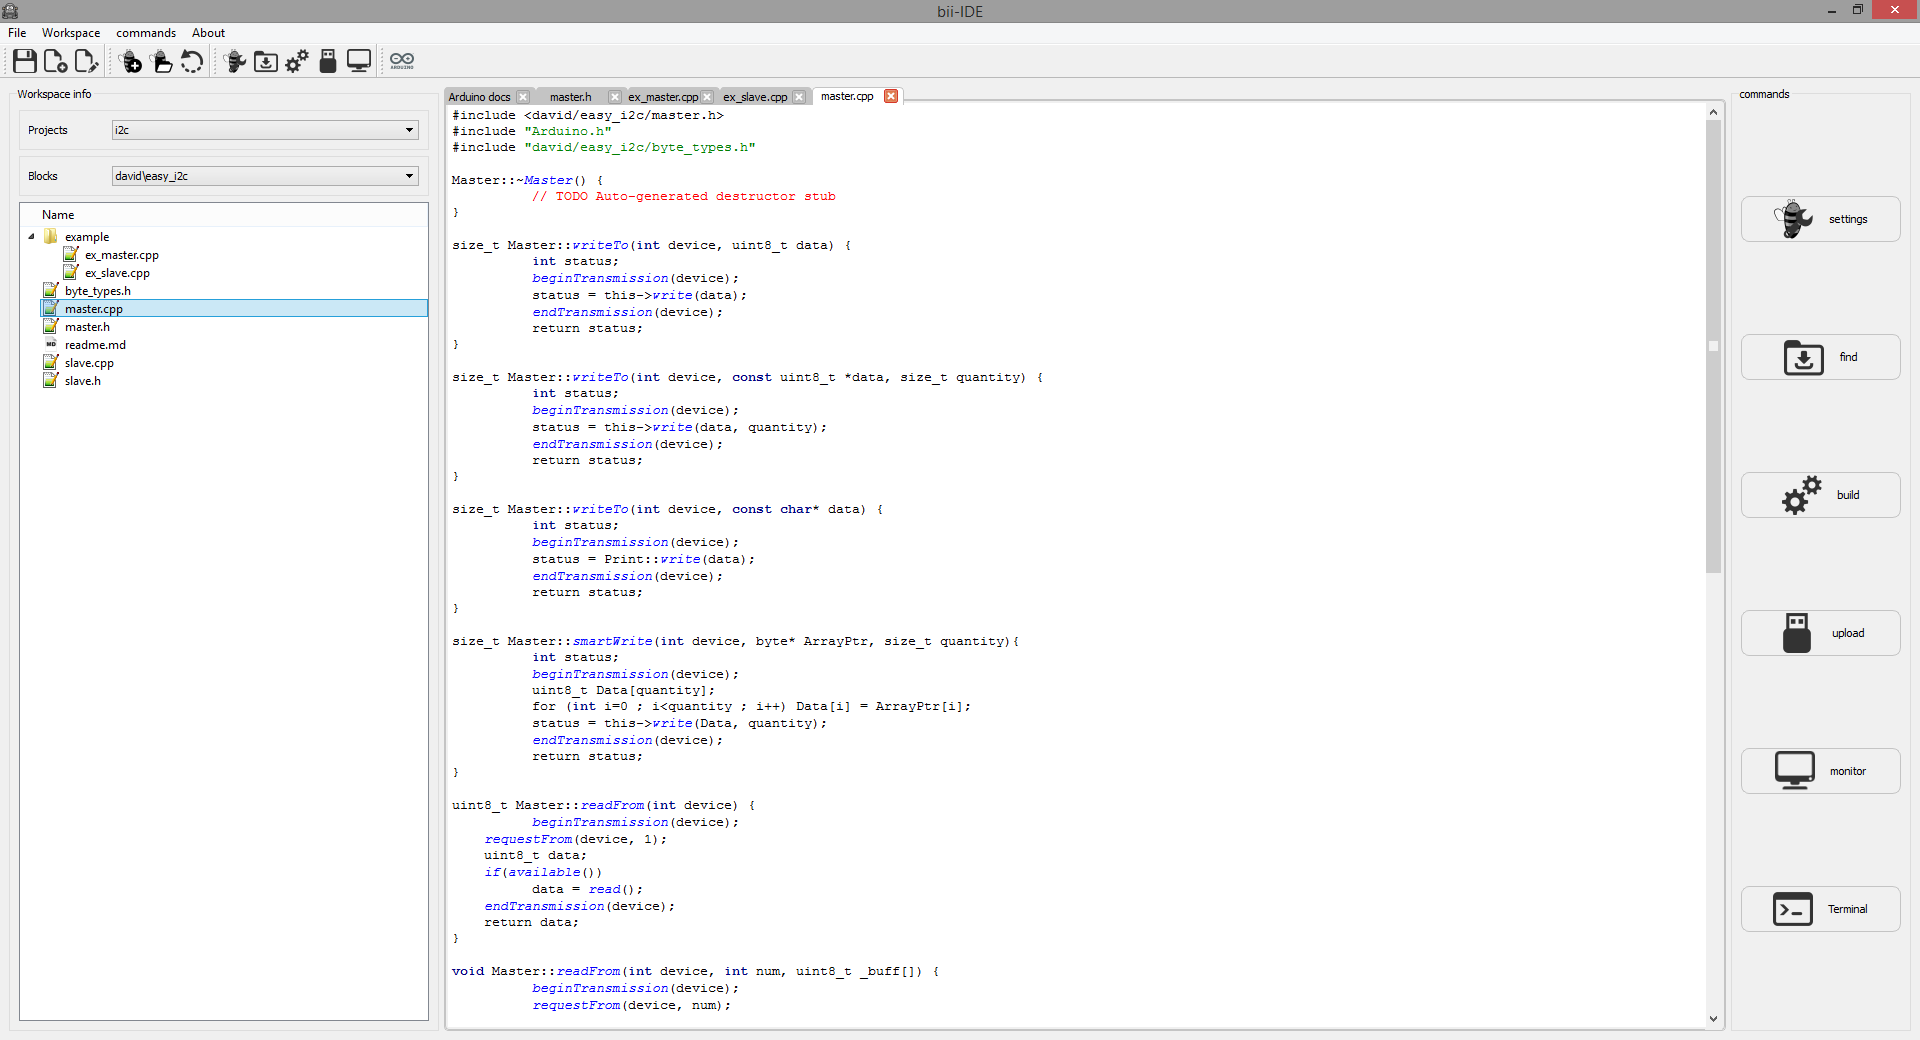 bii-IDE
File Workspace commands About
ARDUINO
Workspace info
Projects i2c
Blocks david\easy_i2c
Name
example
ex_master.cpp
ex_slave.cpp
byte_types.h
master.cpp
master.h
MD readme.md
slave.cpp
slave.h
Arduino docs master.h ex_master.cpp ex_slave.cpp master.cpp
#include <david/easy_i2c/master.h>
#include "Arduino.h"
#include "david/easy_i2c/byte_types.h"
Master::~Master() {
// TODO Auto-generated destructor stub
}
size_t Master::writeTo(int device, uint8_t data) {
int status;
beginTransmission(device);
status = this->write(data);
endTransmission(device);
return status;
}
size_t Master::writeTo(int device, const uint8_t *data, size_t quantity) {
int status;
beginTransmission(device);
status = this->write(data, quantity);
endTransmission(device);
return status;
}
size_t Master::writeTo(int device, const char* data) {
int status;
beginTransmission(device);
status = Print::write(data);
endTransmission(device);
return status;
}
size_t Master::smartWrite(int device, byte* ArrayPtr, size_t quantity){
int status;
beginTransmission(device);
uint8_t Data[quantity];
for (int i=0 ; i<quantity ; i++) Data[i] = ArrayPtr[i];
status = this->write(Data, quantity);
endTransmission(device);
return status;
}
uint8_t Master::readFrom(int device) {
beginTransmission(device);
requestFrom(device, 1);
uint8_t data;
if(available())
data = read();
endTransmission(device);
return data;
}
void Master::readFrom(int device, int num, uint8_t _buff[]) {
beginTransmission(device);
requestFrom(device, num);
commands
settings
find
build
upload
monitor
Terminal